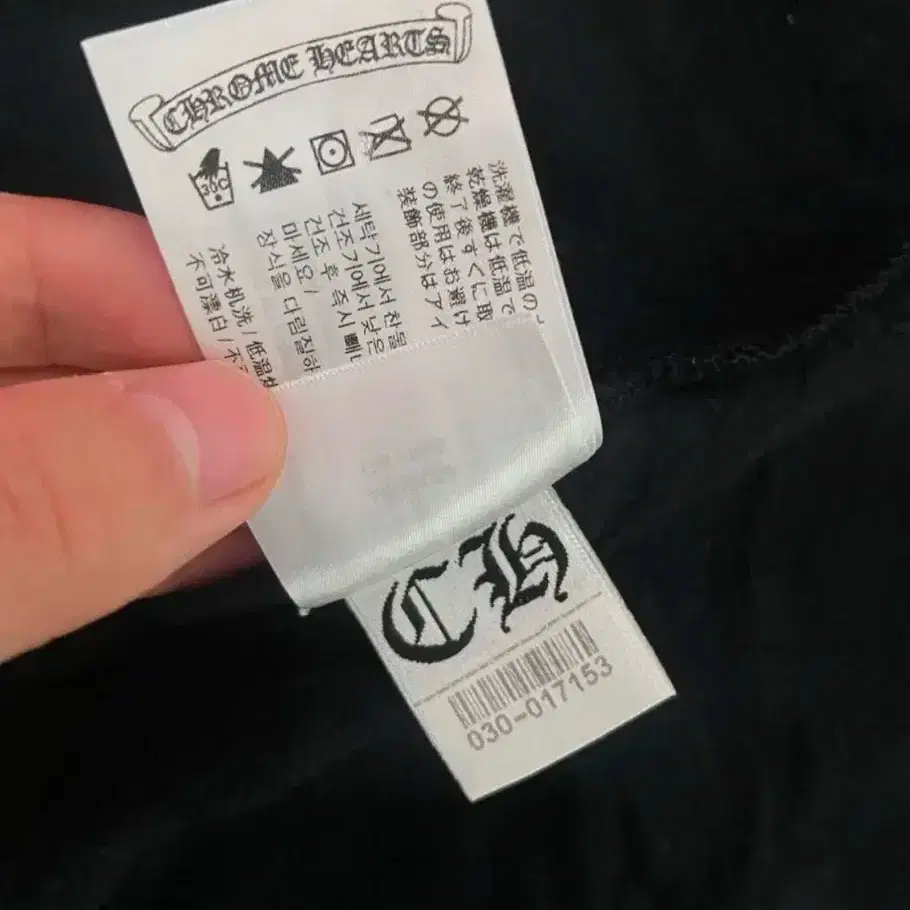 CHROME HEARTS
30C
洗濯機で低温の
乾燥機は低温で
終了後すぐに取
の使用はお避け
装飾部分はアイ
세탁기에서 찬물
건조기에서 낮은
건조 후 즉시 빼
마세요 /
장식을 다림질하
冷水机洗 / 低温
不可漂白 / 不
CH
030-017153